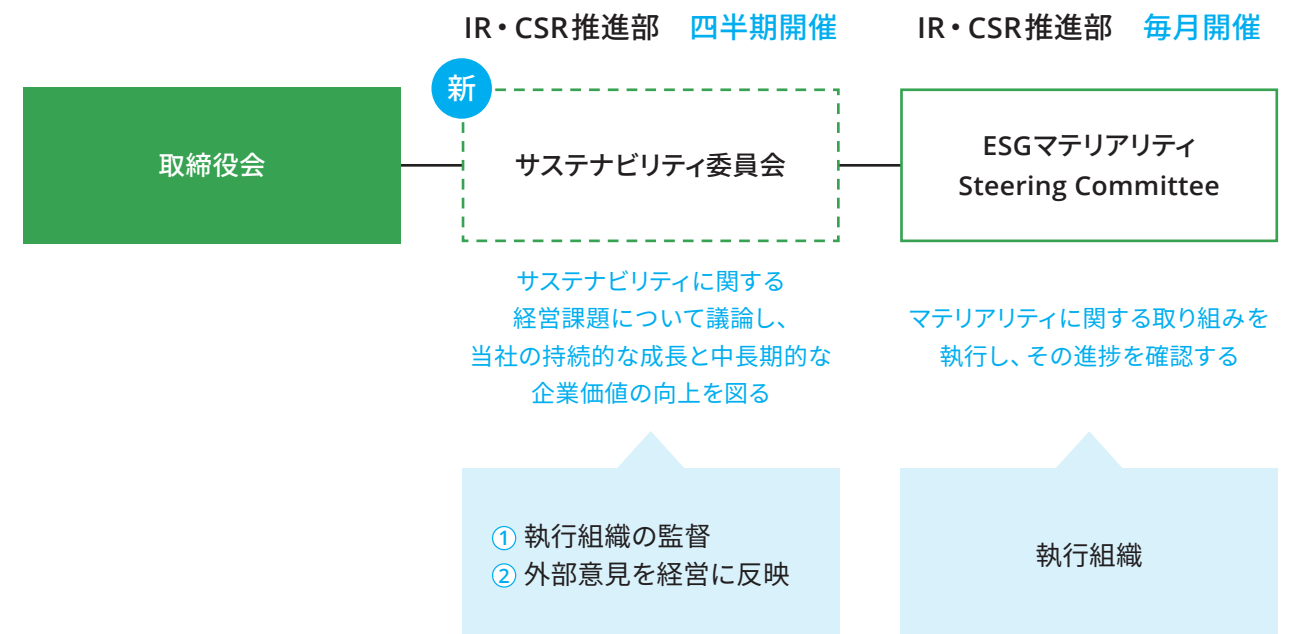 IR・CSR推進部 四半期開催
IR・CSR推進部 毎月開催
新
取締役会
サステナビリティ委員会
ESGマテリアリティ
Steering Committee
サステナビリティに関する
経営課題について議論し、
当社の持続的な成長と中長期的な
企業価値の向上を図る
マテリアリティに関する取り組みを
執行し、その進捗を確認する
① 執行組織の監督
② 外部意見を経営に反映
執行組織